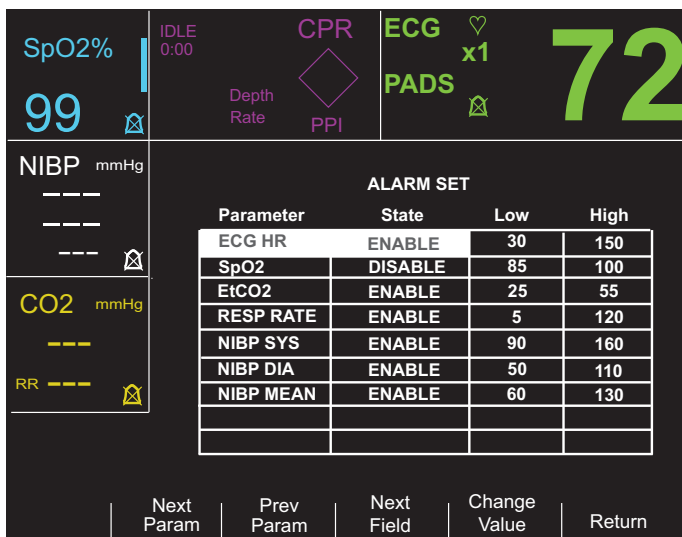 SpO2%
99
IDLE
0:00
CPR
Depth
Rate
PPI
ECG
x1
PADS
72
NIBP mmHg
---
---
---
CO2 mmHg
---
RR ---
ALARM SET
Parameter State Low High
ECG HR ENABLE 30 150
SpO2 DISABLE 85 100
EtCO2 ENABLE 25 55
RESP RATE ENABLE 5 120
NIBP SYS ENABLE 90 160
NIBP DIA ENABLE 50 110
NIBP MEAN ENABLE 60 130
Next Prev Next Change
Param Param Field Value Return